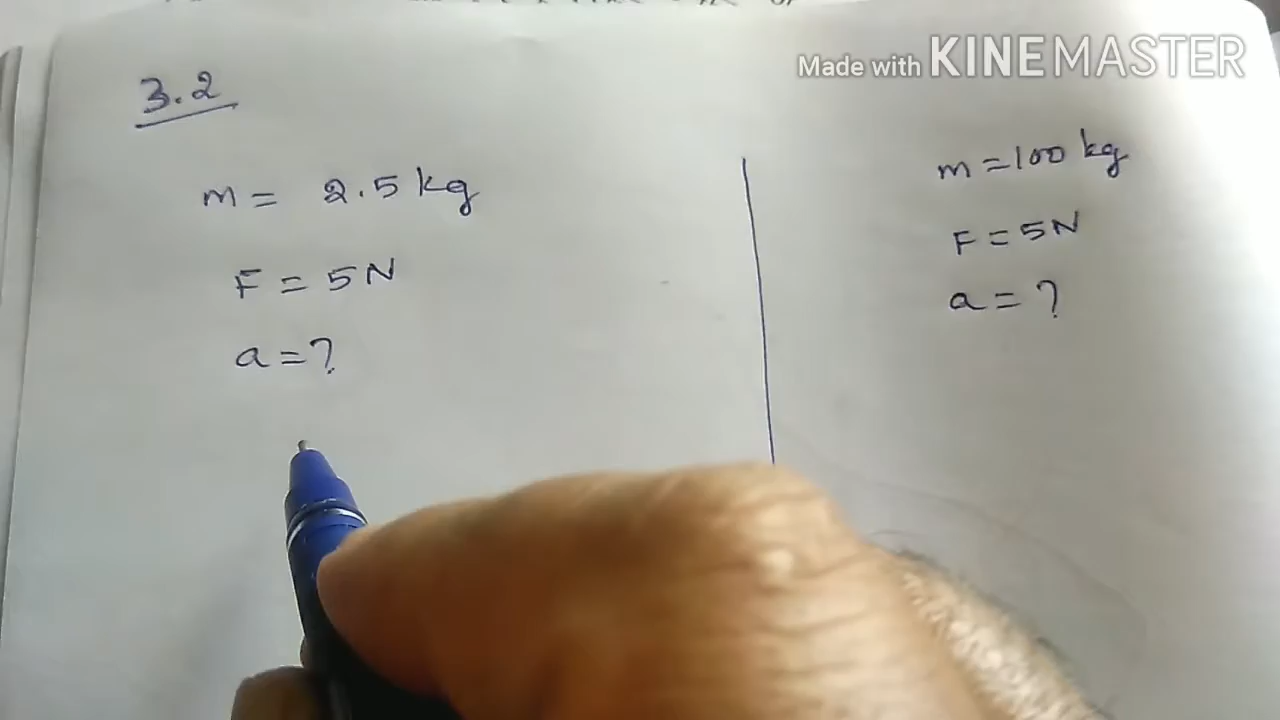 Made with KINEMASTER
3.2
m = 2.5 kg
F = 5N
a = ?
m = 100 kg
F = 5N
a = ?